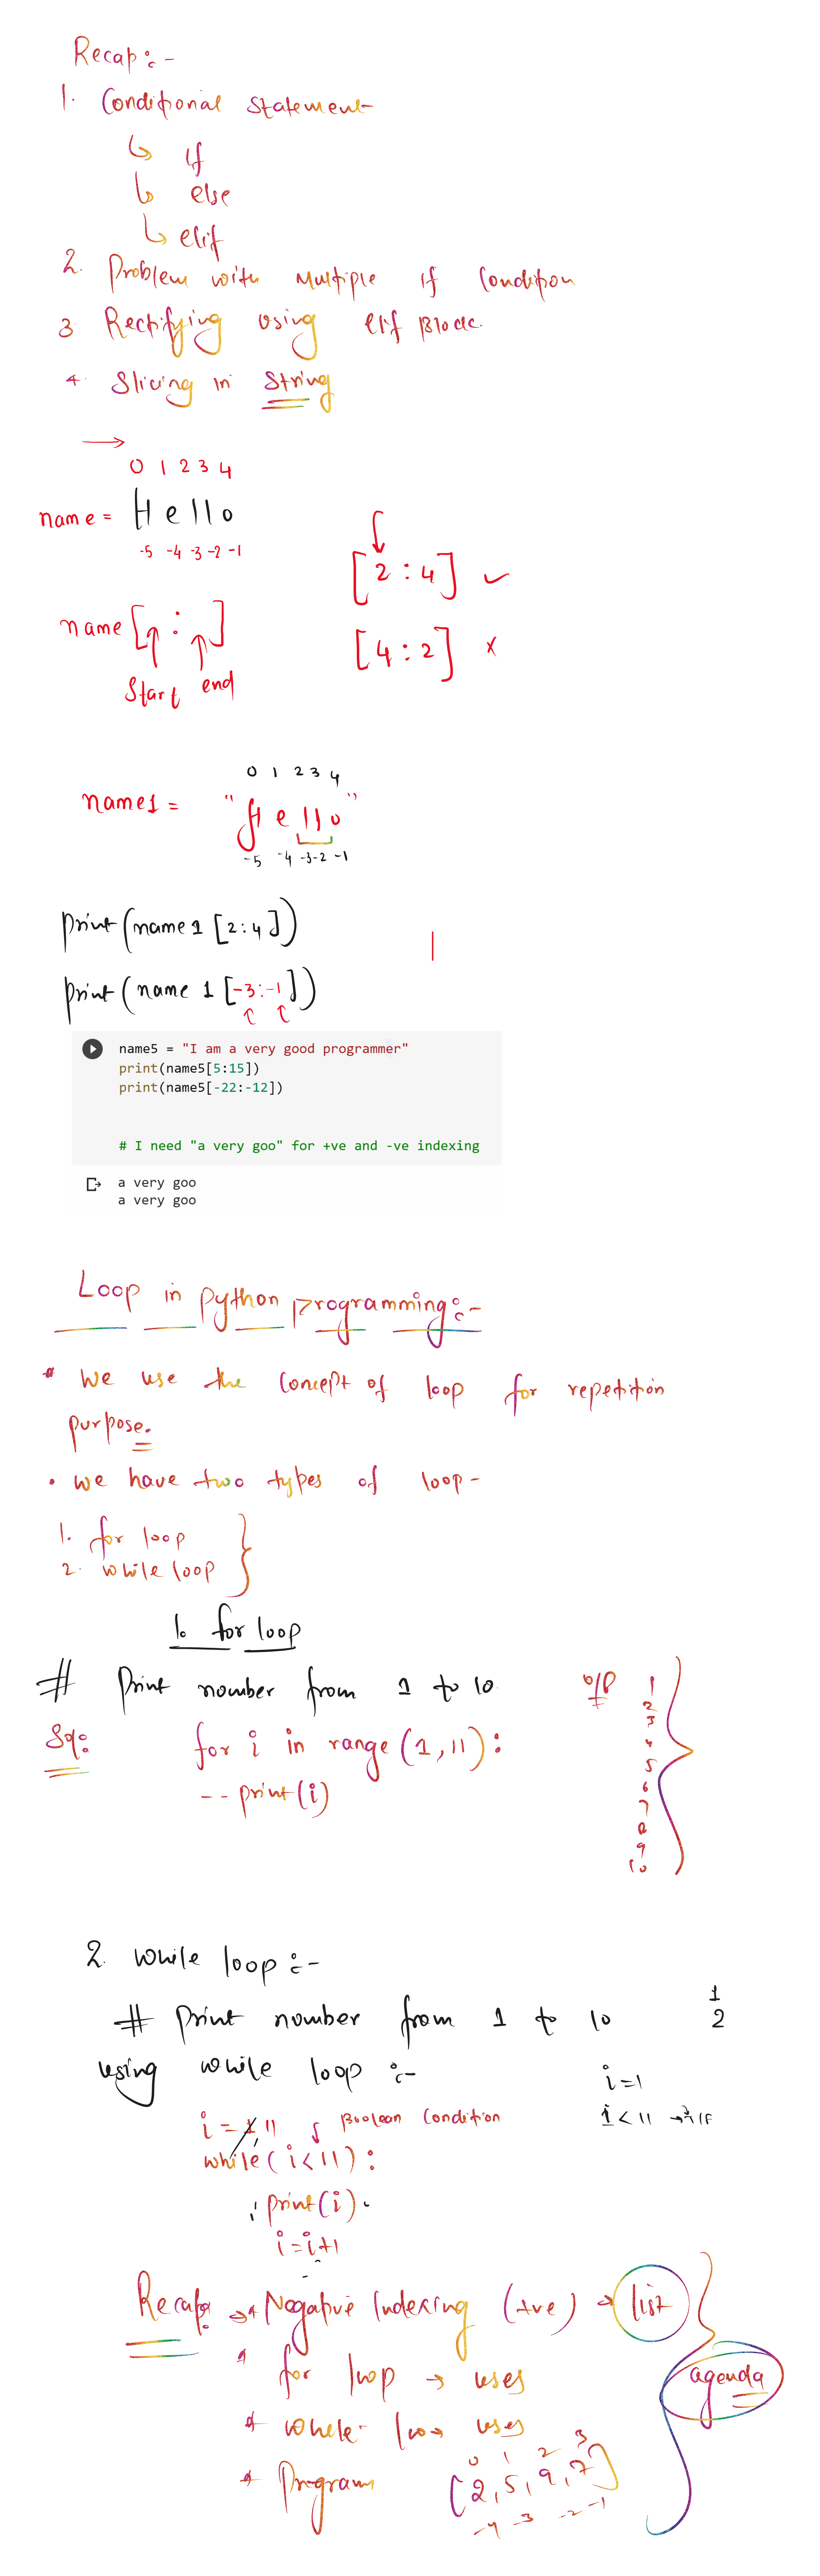 Recap:-
1. Conditional Statement
↳ if
↳ else
↳ elif
2. Problem with Multiple if Condition
3 Rectifying using elif Block.
4. Slicing in String
→
0 1 2 3 4
name = Hello
-5 -4 -3 -2 -1
[2:4] ✓
name [ : ]
[4:2] x
start end
0 1 2 3 4
name1 = "Hello"
-5 -4 -3 -2 -1
print(name1[2:4])
print(name1[-3:-1])
name5 = "I am a very good programmer"
print(name5[5:15])
print(name5[-22:-12])
# I need "a very goo" for +ve and -ve indexing
a very goo
a very goo
Loop in python programming:-
* We use the concept of loop for repetition
purpose.
• we have two types of loop-
1. for loop
2. while loop
1. for loop
# Print number from 1 to 10
o/p
1
2
3
4
5
6
7
8
9
10
Sol:
for i in range(1,11):
-- print(i)
2. while loop:-
# print number from 1 to 10
1
2
using while loop :-
i=1
i<11
i = 1 11
Boolean Condition
while(i<11):
print(i)
i=i+1
Recap: → * Negative Indexing (+ve) → list
* for loop → uses
agenda
* while loop → uses
* Program
0 1 2 3
[2,5,9,7]
-4 -3 -2 -1